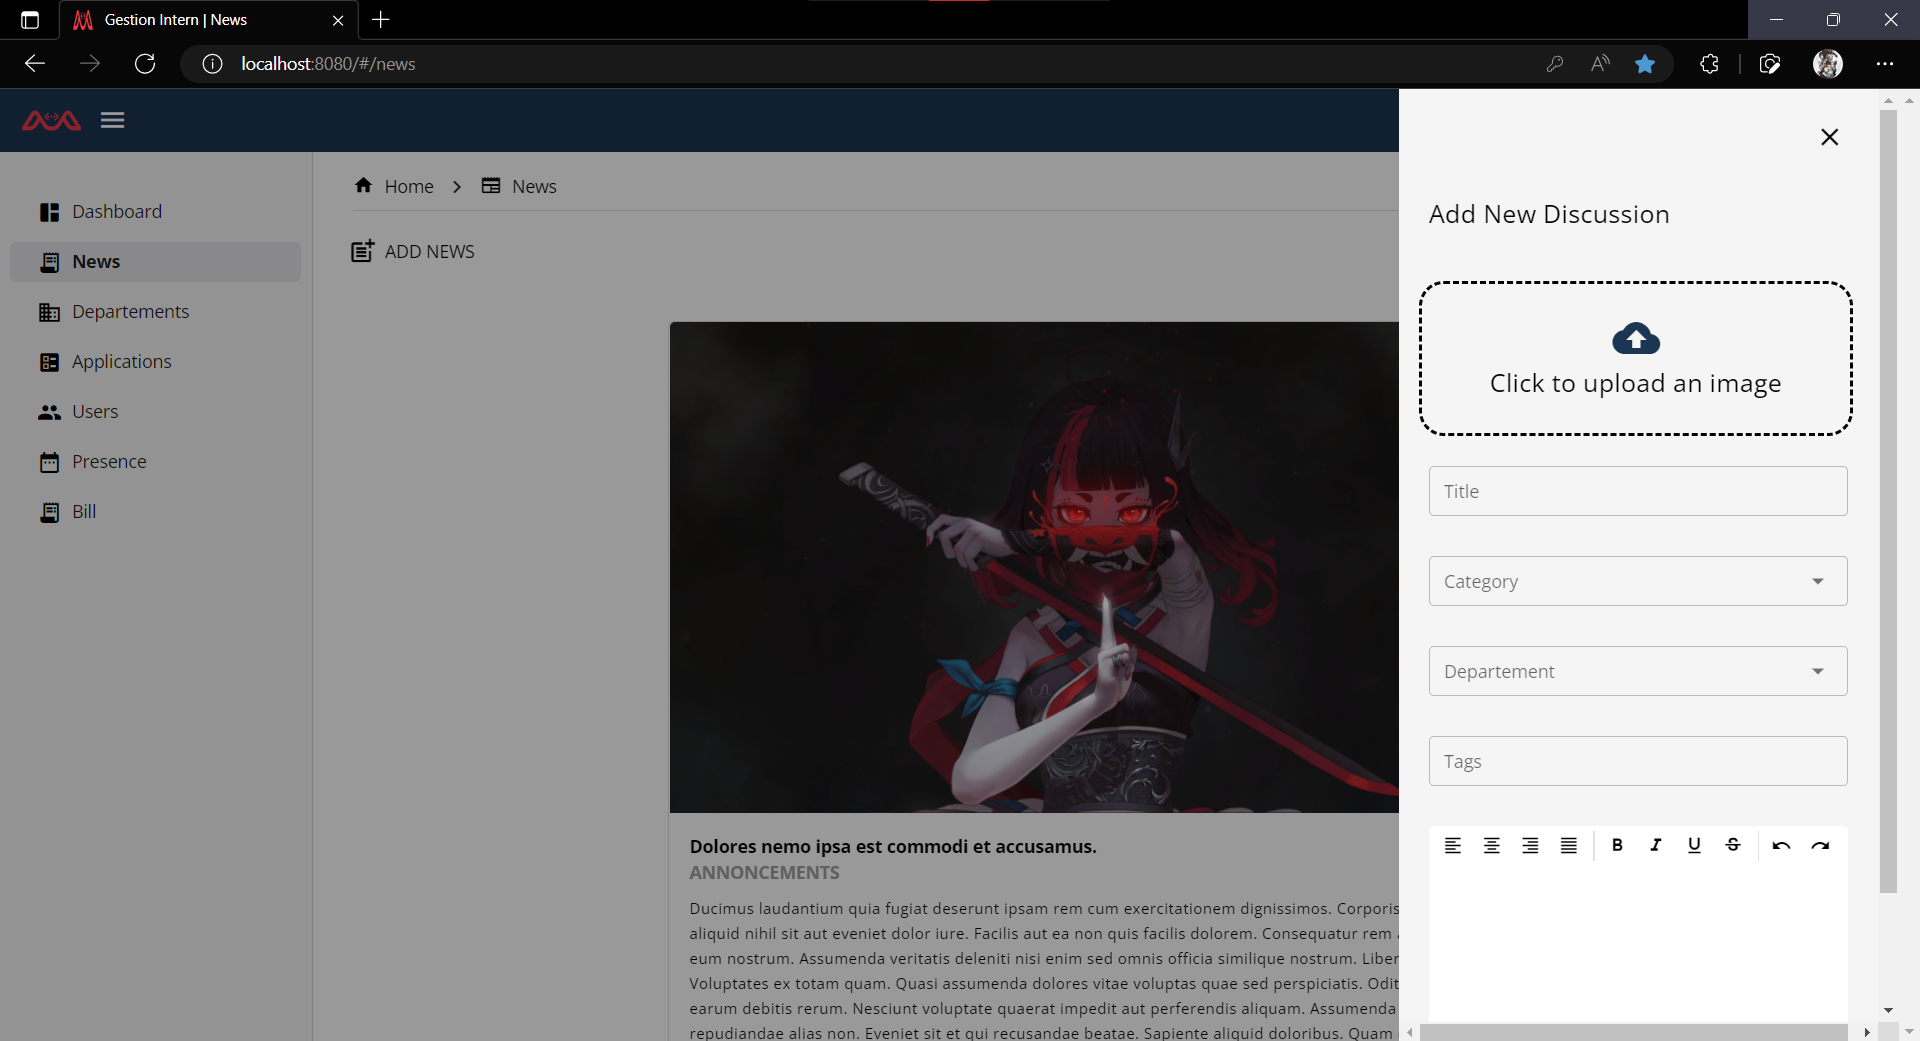 Gestion Intern | News
localhost:8080/#/news
Dashboard
News
Departements
Applications
Users
Presence
Bill
Home
News
ADD NEWS
Dolores nemo ipsa est commodi et accusamus.
ANNONCEMENTS
Ducimus laudantium quia fugiat deserunt ipsam rem cum exercitationem dignissimos. Corporis
aliquid nihil sit aut eveniet dolor iure. Facilis aut ea non quis facilis dolorem. Consequatur rem
eum nostrum. Assumenda veritatis deleniti nisi enim sed omnis officia similique nostrum. Liber
Voluptates ex totam quam. Quasi assumenda dolores vitae voluptas quae sed perspiciatis. Odit
earum debitis rerum. Nesciunt voluptate quaerat impedit aut perferendis aliquam. Assumenda
repudiandae alias non. Eveniet sit et qui recusandae beatae. Sapiente aliquid doloribus. Quam
Add New Discussion
Click to upload an image
Title
Category
Departement
Tags
B I U S